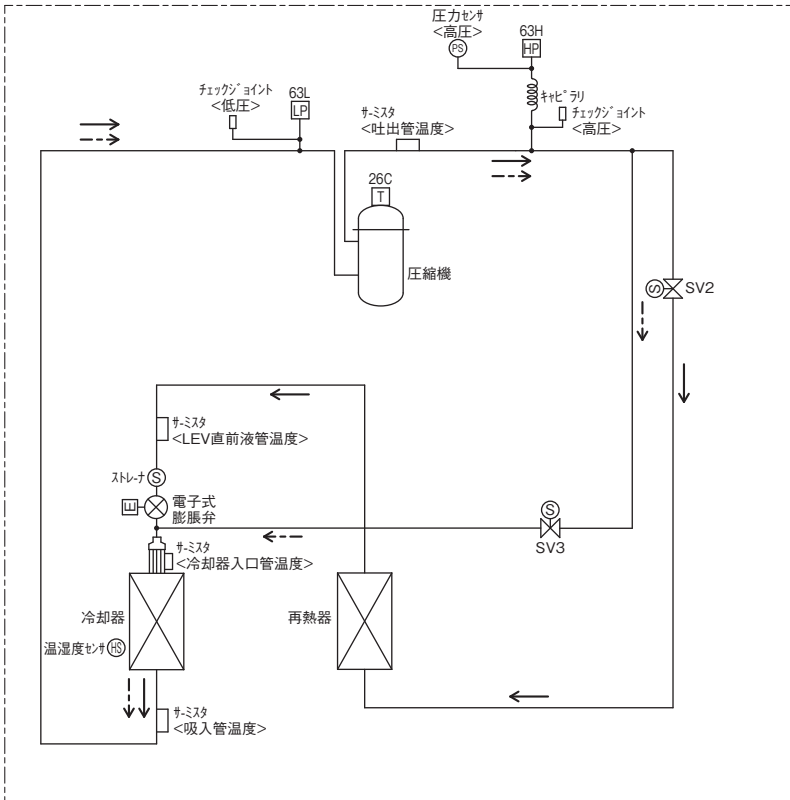 圧力センサ
<高圧>
PS
63H
HP
キャピラリ
チェックジョイント
<高圧>
チェックジョイント
<低圧>
63L
LP
サーミスタ
<吐出管温度>
26C
T
圧縮機
S
SV2
サーミスタ
<LEV直前液管温度>
ストレーナ
S
E
電子式
膨脹弁
S
SV3
サーミスタ
<冷却器入口管温度>
冷却器
再熱器
温湿度センサ
HS
サーミスタ
<吸入管温度>